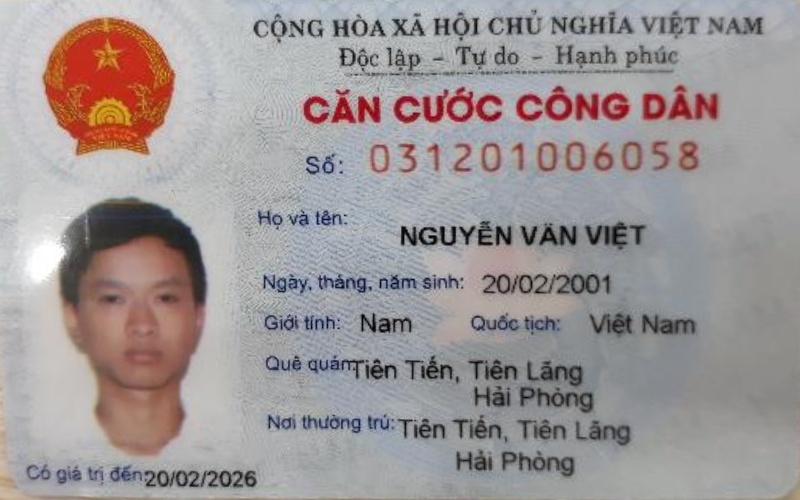 CỘNG HÒA XÃ HỘI CHỦ NGHĨA VIỆT NAM
Độc lập - Tự do - Hạnh phúc
CĂN CƯỚC CÔNG DÂN
Số: 031201006058
Họ và tên: NGUYỄN VĂN VIỆT
Ngày, tháng, năm sinh: 20/02/2001
Giới tính: Nam Quốc tịch: Việt Nam
Quê quán: Tiên Tiến, Tiên Lãng
Hải Phòng
Nơi thường trú: Tiên Tiến, Tiên Lãng
Hải Phòng
Có giá trị đến: 20/02/2026